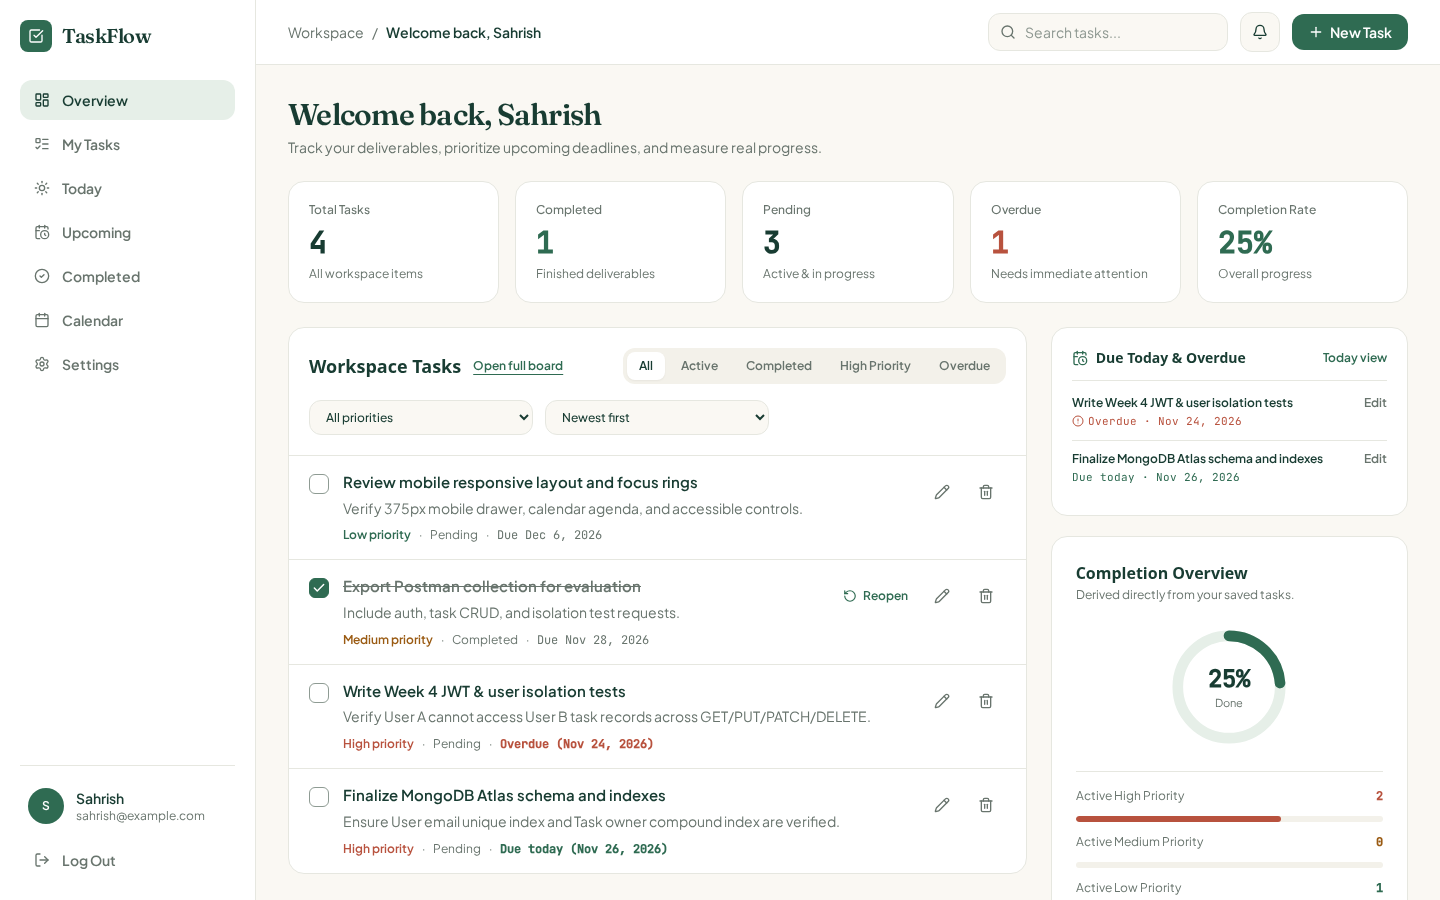 TaskFlow
Overview
My Tasks
Today
Upcoming
Completed
Calendar
Settings
S
Sahrish
sahrish@example.com
Log Out
Workspace / Welcome back, Sahrish
Search tasks...
New Task
Welcome back, Sahrish
Track your deliverables, prioritize upcoming deadlines, and measure real progress.
Total Tasks
4
All workspace items
Completed
1
Finished deliverables
Pending
3
Active & in progress
Overdue
1
Needs immediate attention
Completion Rate
25%
Overall progress
Workspace Tasks Open full board
All Active Completed High Priority Overdue
All priorities
Newest first
Review mobile responsive layout and focus rings
Verify 375px mobile drawer, calendar agenda, and accessible controls.
Low priority · Pending · Due Dec 6, 2026
Export Postman collection for evaluation
Include auth, task CRUD, and isolation test requests.
Medium priority · Completed · Due Nov 28, 2026
Reopen
Write Week 4 JWT & user isolation tests
Verify User A cannot access User B task records across GET/PUT/PATCH/DELETE.
High priority · Pending · Overdue (Nov 24, 2026)
Finalize MongoDB Atlas schema and indexes
Ensure User email unique index and Task owner compound index are verified.
High priority · Pending · Due today (Nov 26, 2026)
Due Today & Overdue Today view
Write Week 4 JWT & user isolation tests Edit
Overdue · Nov 24, 2026
Finalize MongoDB Atlas schema and indexes Edit
Due today · Nov 26, 2026
Completion Overview
Derived directly from your saved tasks.
25%
Done
Active High Priority 2
Active Medium Priority 0
Active Low Priority 1